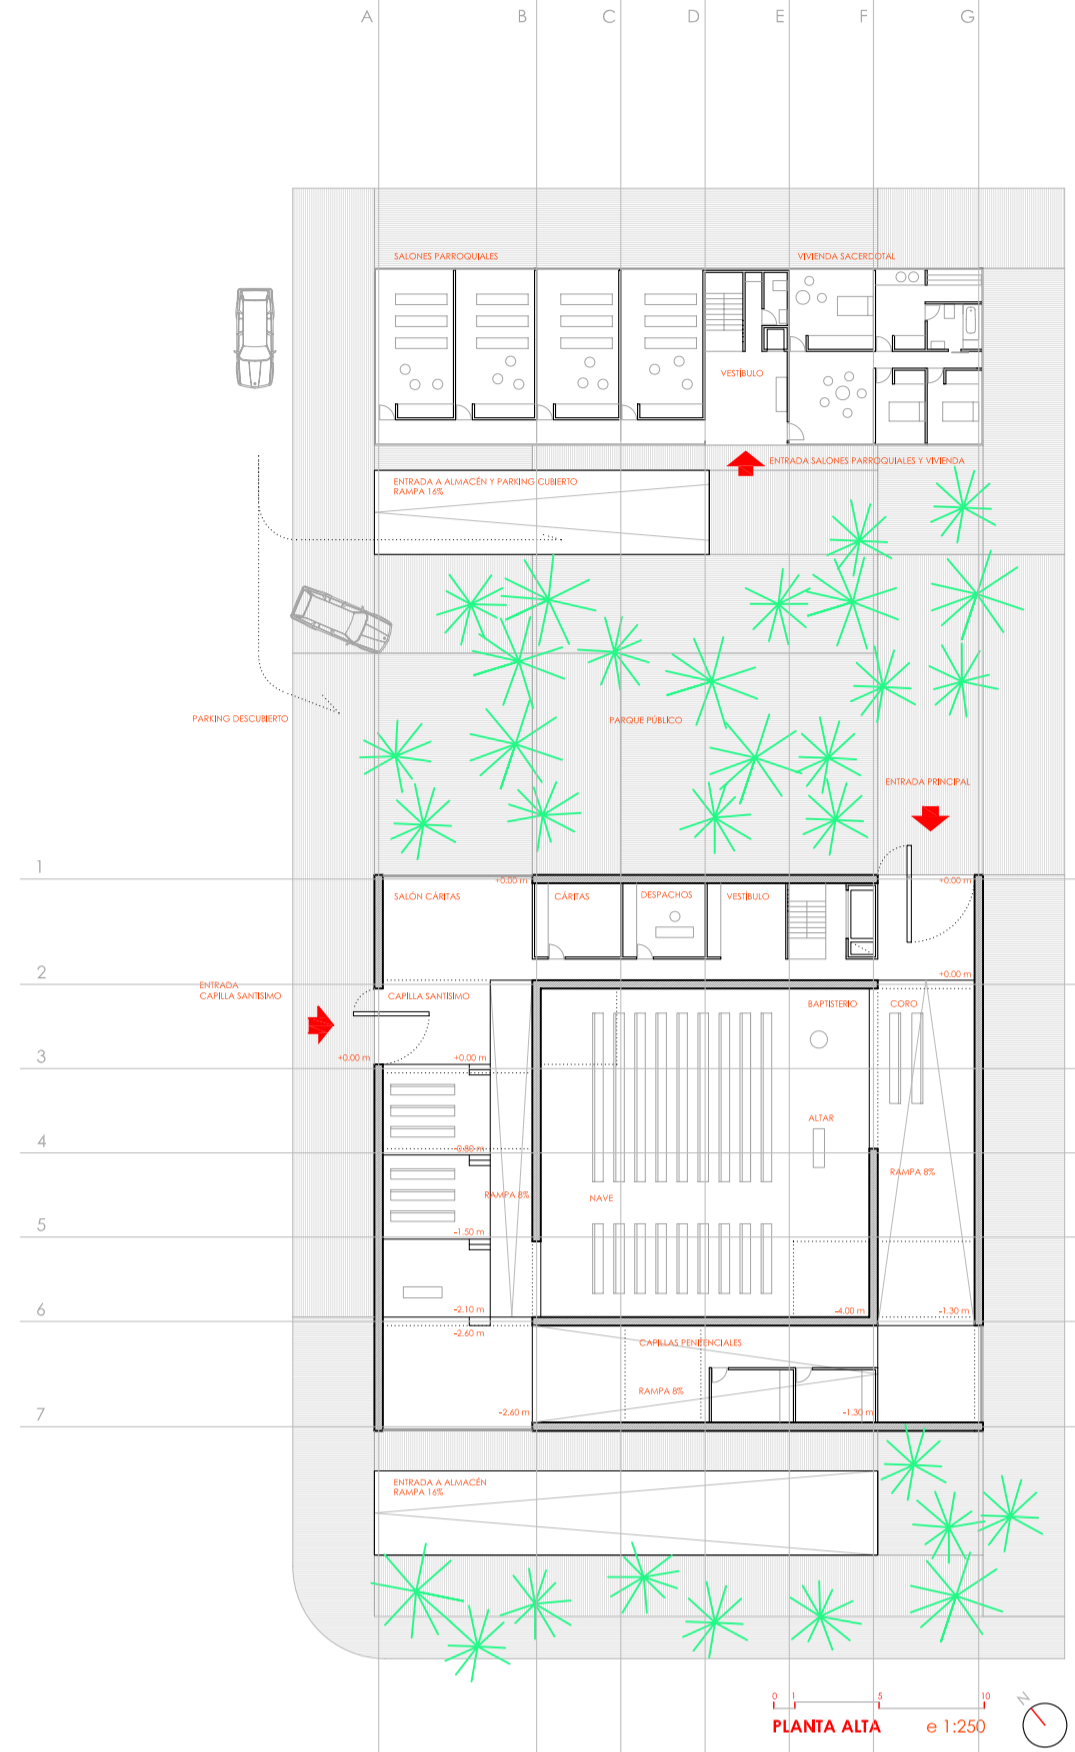 A B C D E F G
SALONES PARROQUIALES
VIVIENDA SACERDOTAL
VESTÍBULO
ENTRADA SALONES PARROQUIALES Y VIVIENDA
ENTRADA A ALMACÉN Y PARKING CUBIERTO
RAMPA 16%
PARKING DESCUBIERTO
PARQUE PÚBLICO
ENTRADA PRINCIPAL
1
+0.00 m
+0.00 m
SALÓN CÁRITAS
CÁRITAS
DESPACHOS
VESTÍBULO
2
+0.00 m
ENTRADA
CAPILLA SANTISIMO
CAPILLA SANTISIMO
BAPTISTERIO
CORO
3
+0.00 m
+0.00 m
ALTAR
4
-0.80 m
RAMPA 8%
RAMPA 8%
NAVE
5
-1.50 m
6
-2.10 m
-4.00 m
-1.30 m
-2.60 m
CAPILLAS PENITENCIALES
RAMPA 8%
7
-2.60 m
-1.30 m
ENTRADA A ALMACÉN
RAMPA 16%
0 1 5 10
N
PLANTA ALTA e 1:250